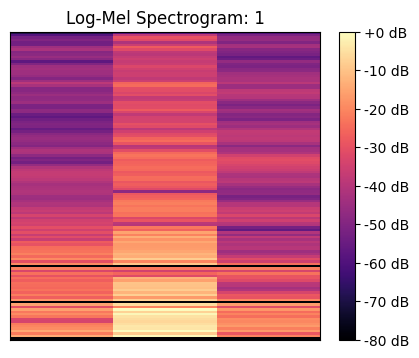 Log-Mel Spectrogram: 1
+0 dB
-10 dB
-20 dB
-30 dB
-40 dB
-50 dB
-60 dB
-70 dB
-80 dB